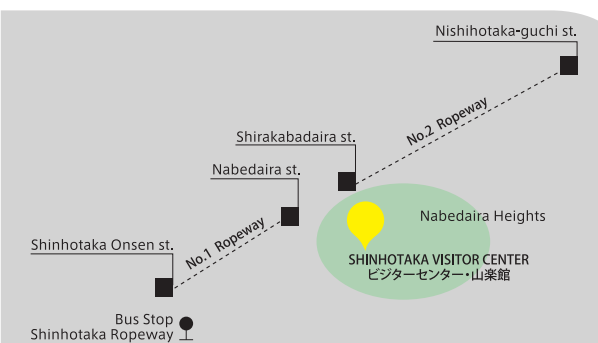 Nishihotaka-guchi st.
No.2 Ropeway
Shirakabadaira st.
Nabedaira st.
Nabedaira Heights
No.1 Ropeway
Shinhotaka Onsen st.
SHINHOTAKA VISITOR CENTER
ビジターセンター・山楽館
Bus Stop
Shinhotaka Ropeway